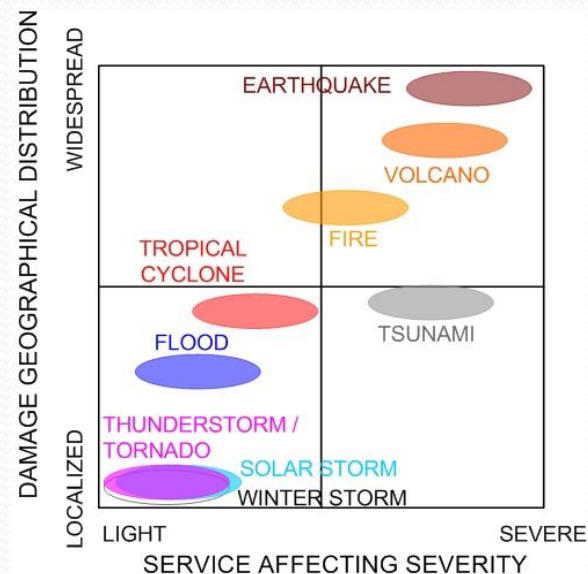 DAMAGE GEOGRAPHICAL DISTRIBUTION
WIDESPREAD
LOCALIZED
EARTHQUAKE
VOLCANO
FIRE
TROPICAL
CYCLONE
TSUNAMI
FLOOD
THUNDERSTORM /
TORNADO
SOLAR STORM
WINTER STORM
LIGHT
SEVERE
SERVICE AFFECTING SEVERITY